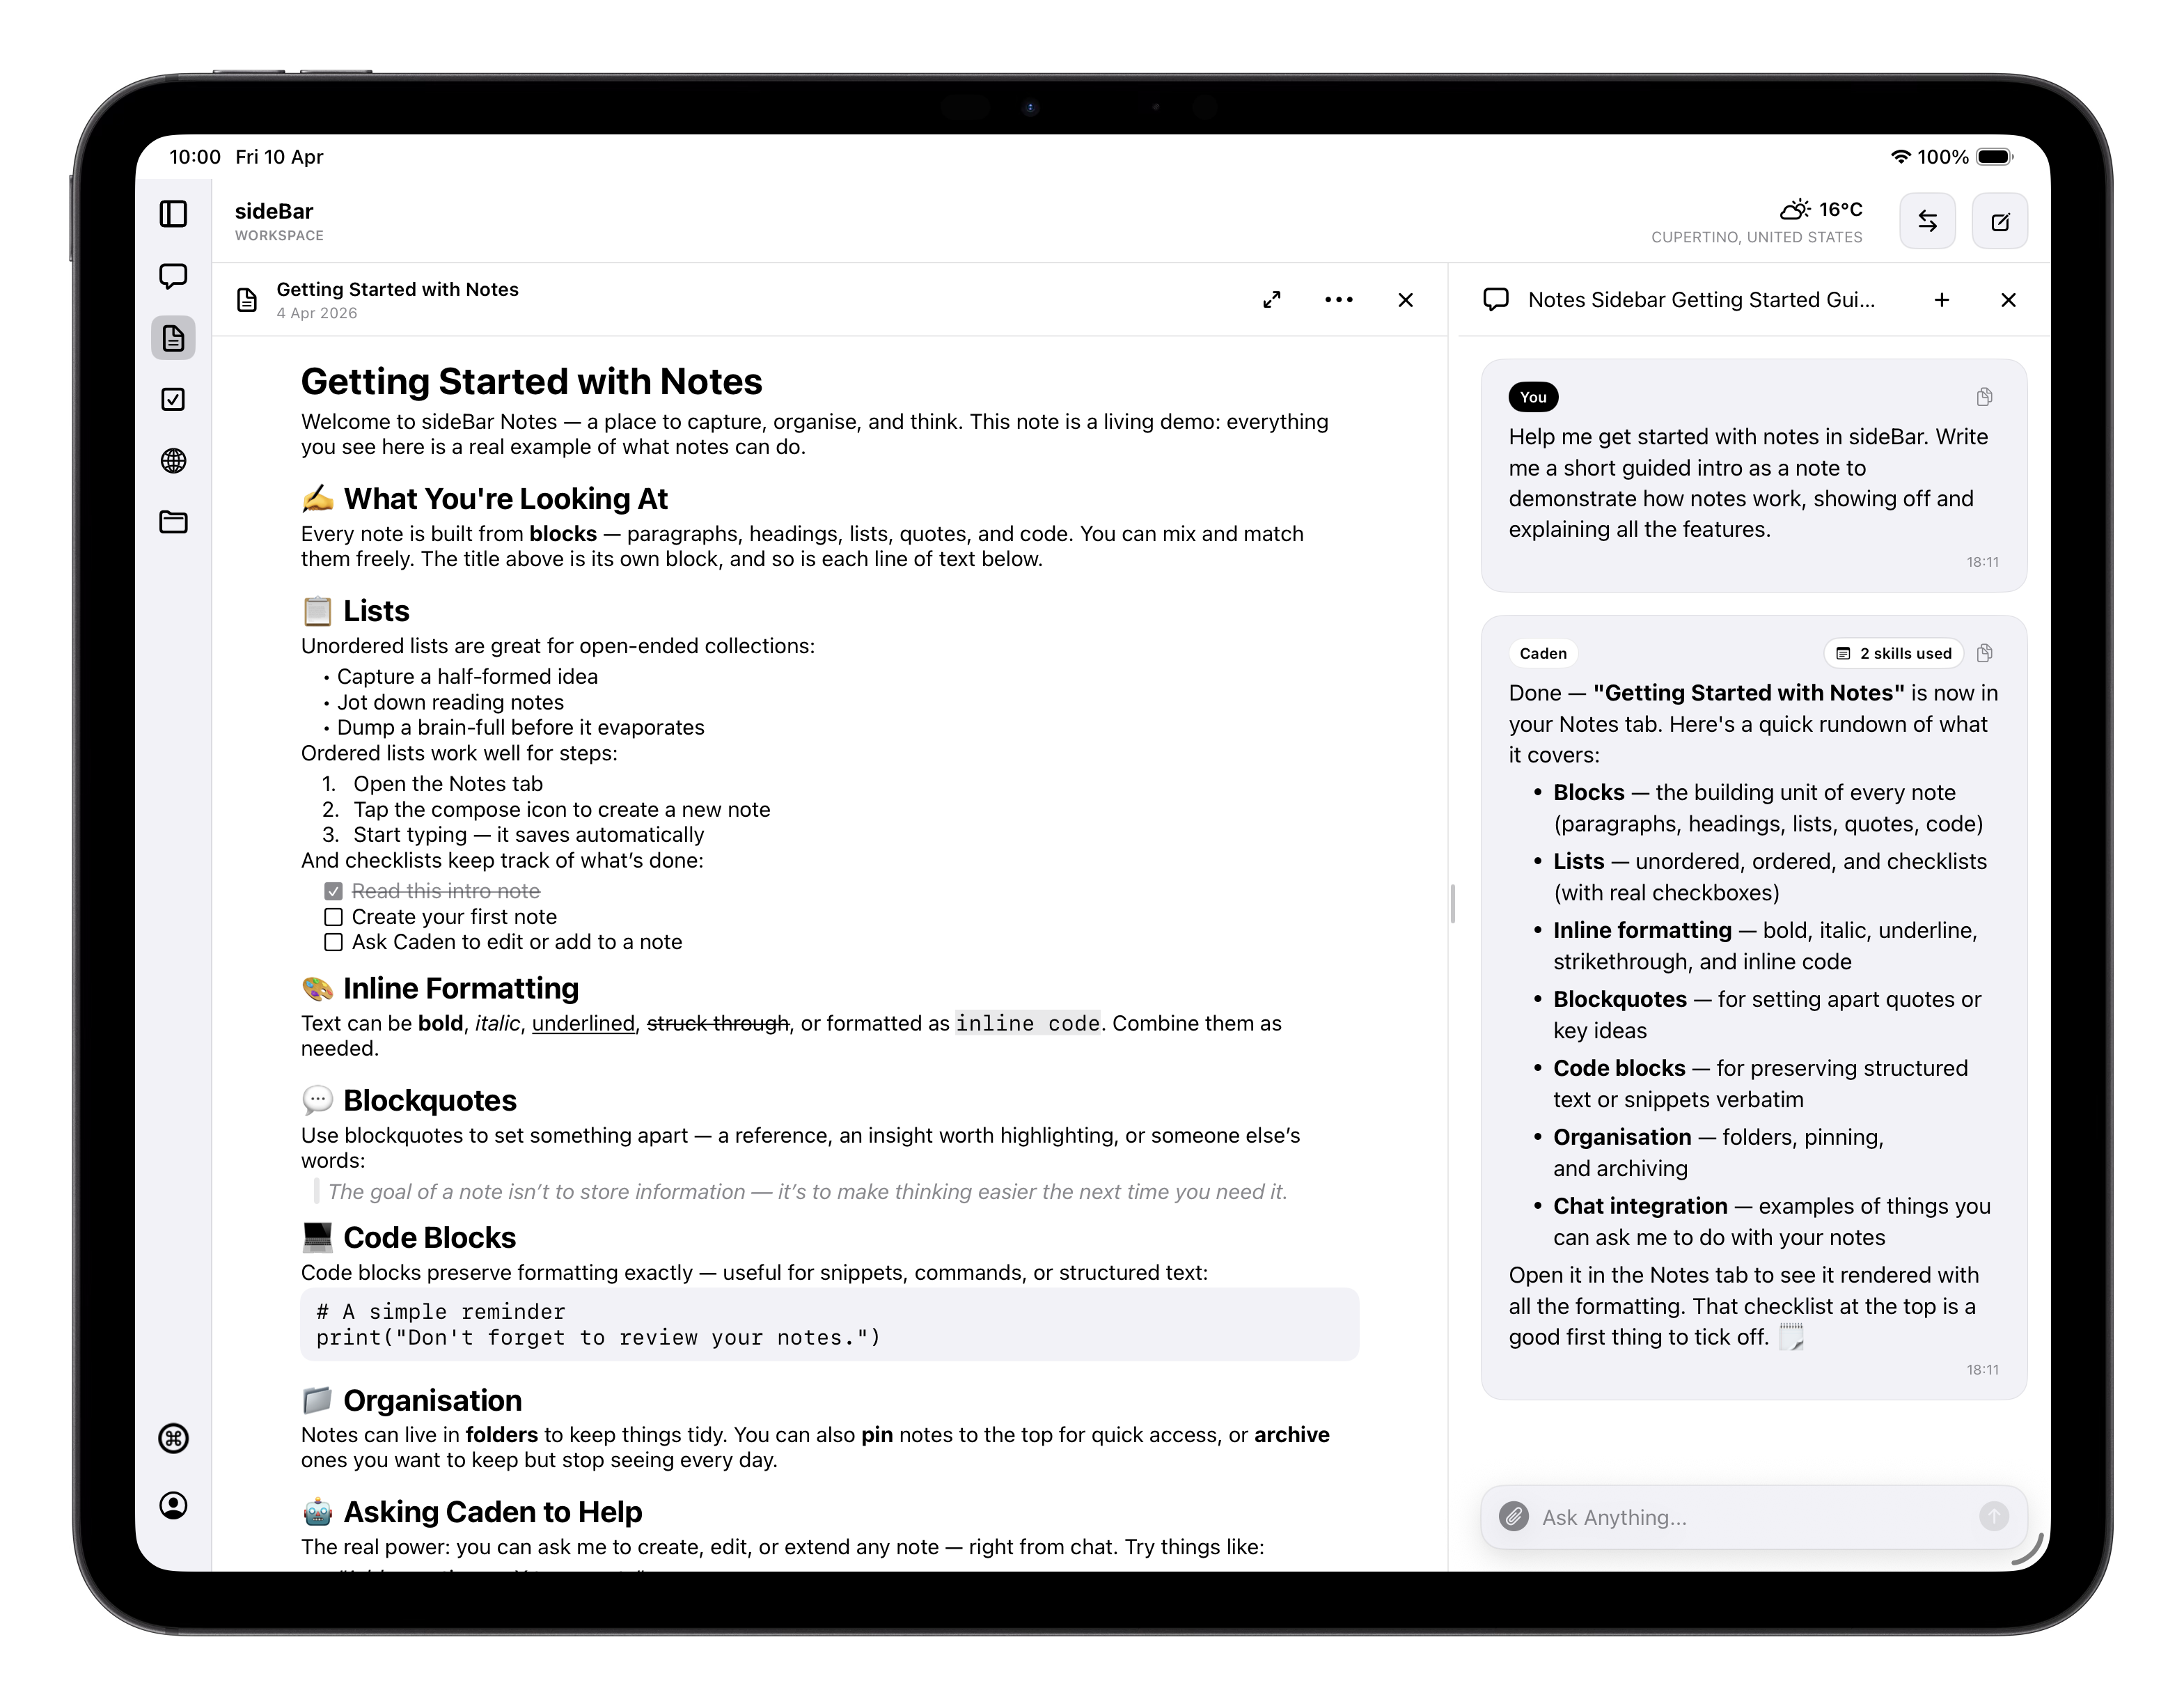 10:00 Fri 10 Apr
100%
sideBar
WORKSPACE
16°C
CUPERTINO, UNITED STATES
Getting Started with Notes
4 Apr 2026
Getting Started with Notes
Welcome to sideBar Notes — a place to capture, organise, and think. This note is a living demo: everything
you see here is a real example of what notes can do.
✍️ What You're Looking At
Every note is built from blocks — paragraphs, headings, lists, quotes, and code. You can mix and match
them freely. The title above is its own block, and so is each line of text below.
📋 Lists
Unordered lists are great for open-ended collections:
• Capture a half-formed idea
• Jot down reading notes
• Dump a brain-full before it evaporates
Ordered lists work well for steps:
1. Open the Notes tab
2. Tap the compose icon to create a new note
3. Start typing — it saves automatically
And checklists keep track of what’s done:
Read this intro note
Create your first note
Ask Caden to edit or add to a note
🎨 Inline Formatting
Text can be bold, italic, underlined, struck through, or formatted as inline code. Combine them as
needed.
💬 Blockquotes
Use blockquotes to set something apart — a reference, an insight worth highlighting, or someone else’s
words:
The goal of a note isn’t to store information — it’s to make thinking easier the next time you need it.
💻 Code Blocks
Code blocks preserve formatting exactly — useful for snippets, commands, or structured text:
# A simple reminder
print("Don't forget to review your notes.")
📁 Organisation
Notes can live in folders to keep things tidy. You can also pin notes to the top for quick access, or archive
ones you want to keep but stop seeing every day.
🤖 Asking Caden to Help
The real power: you can ask me to create, edit, or extend any note — right from chat. Try things like:
Notes Sidebar Getting Started Gui...
You
Help me get started with notes in sideBar. Write
me a short guided intro as a note to
demonstrate how notes work, showing off and
explaining all the features.
18:11
Caden
2 skills used
Done — "Getting Started with Notes" is now in
your Notes tab. Here's a quick rundown of what
it covers:
• Blocks — the building unit of every note
(paragraphs, headings, lists, quotes, code)
• Lists — unordered, ordered, and checklists
(with real checkboxes)
• Inline formatting — bold, italic, underline,
strikethrough, and inline code
• Blockquotes — for setting apart quotes or
key ideas
• Code blocks — for preserving structured
text or snippets verbatim
• Organisation — folders, pinning,
and archiving
• Chat integration — examples of things you
can ask me to do with your notes
Open it in the Notes tab to see it rendered with
all the formatting. That checklist at the top is a
good first thing to tick off. 🗒️
18:11
Ask Anything...